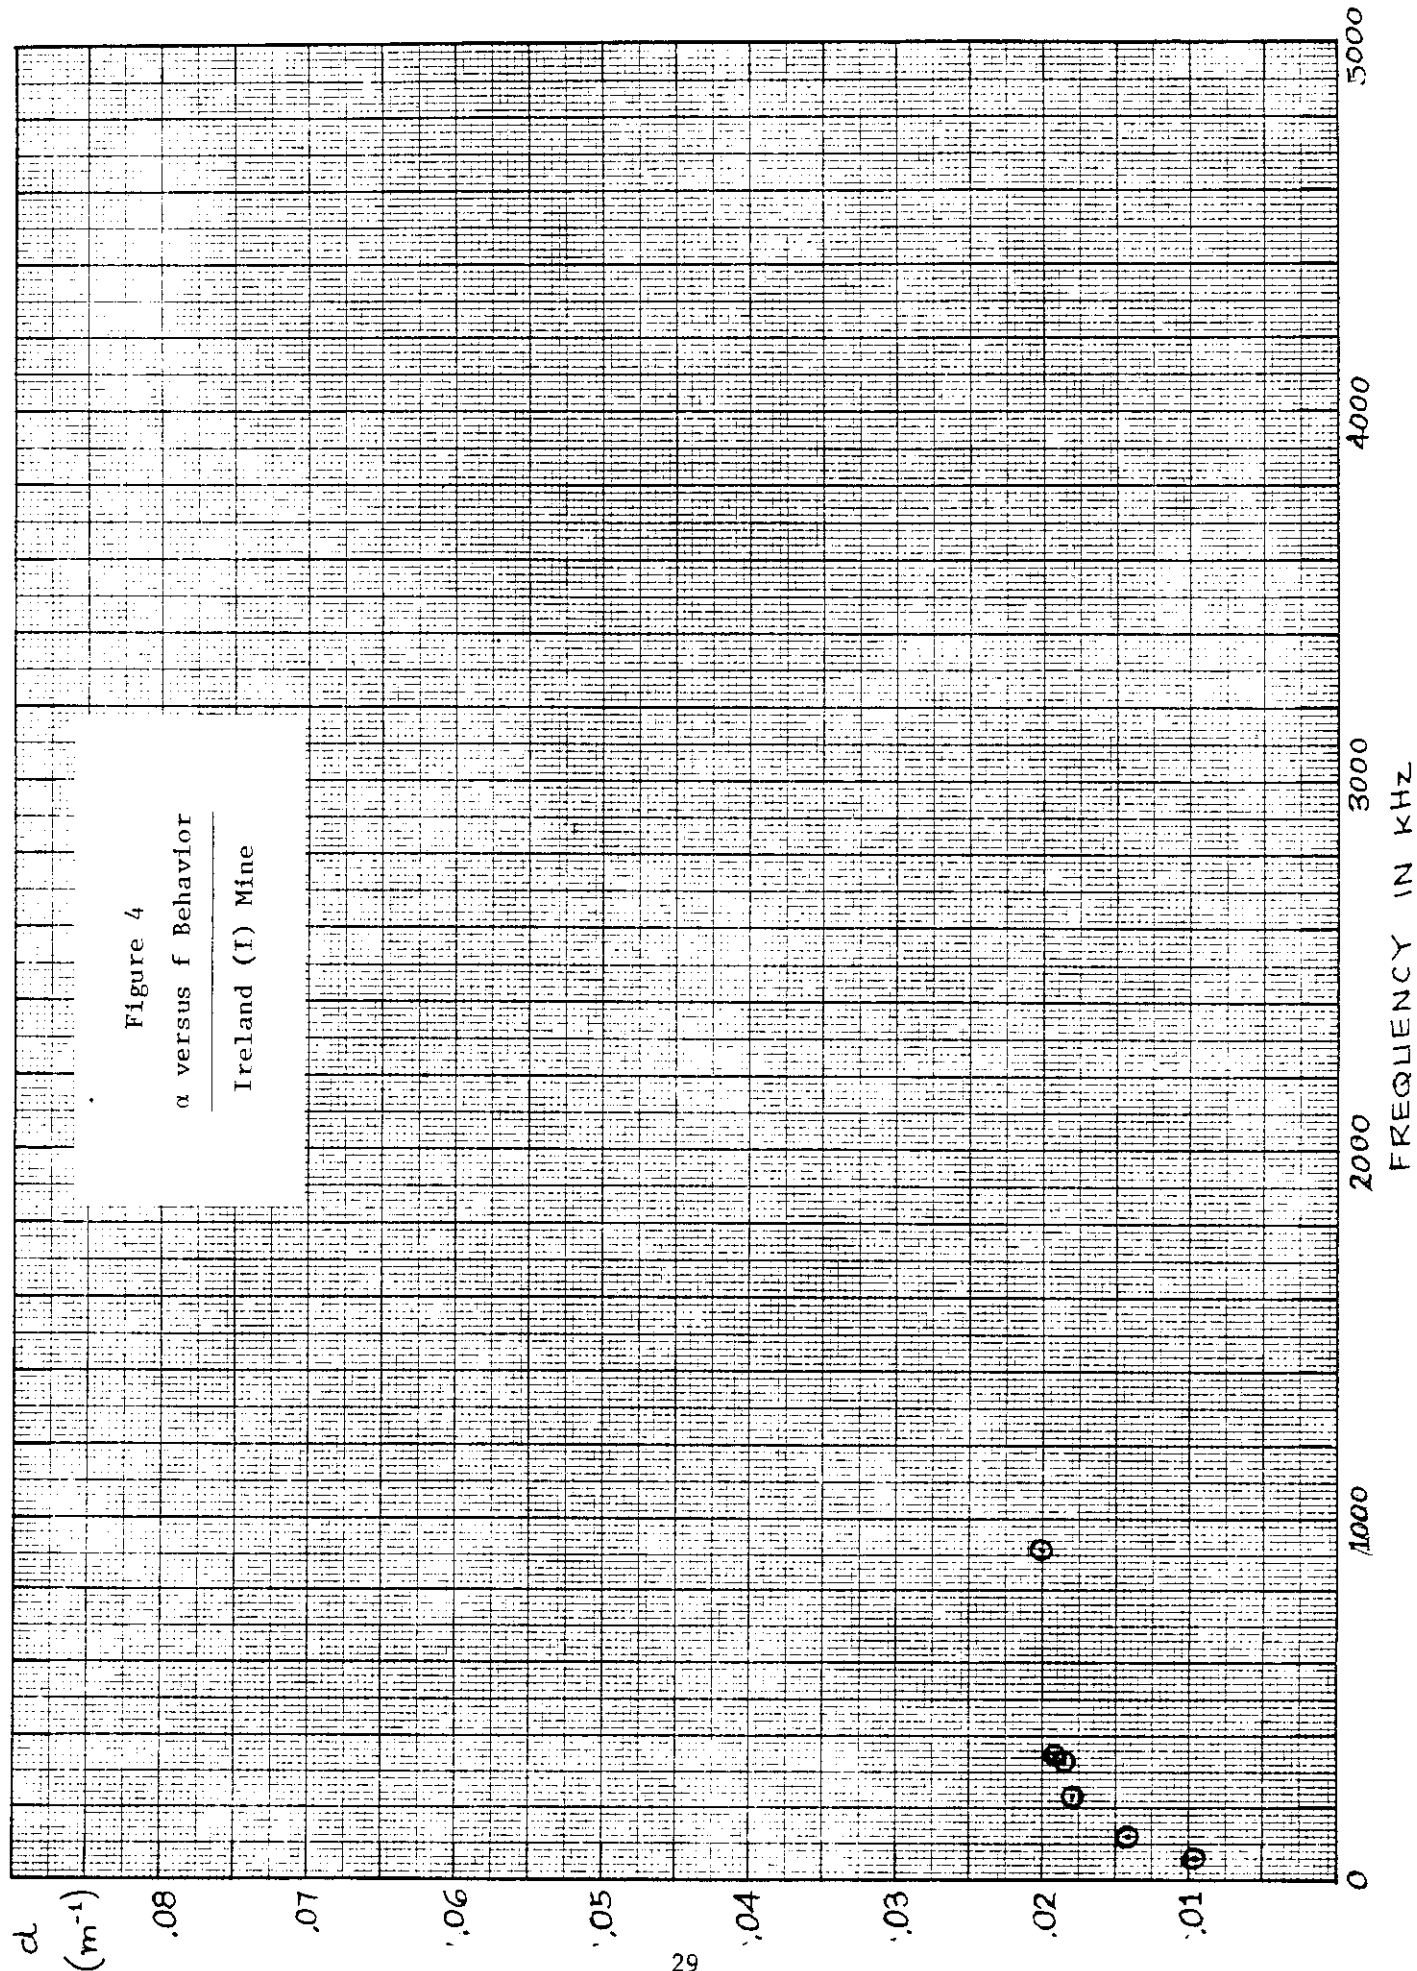 α
(m⁻¹)
.08
.07
.06
.05
.04
.03
.02
.01
Figure 4
α versus f Behavior
Ireland (I) Mine
0
1000
2000
3000
4000
5000
FREQUENCY IN KHZ
29